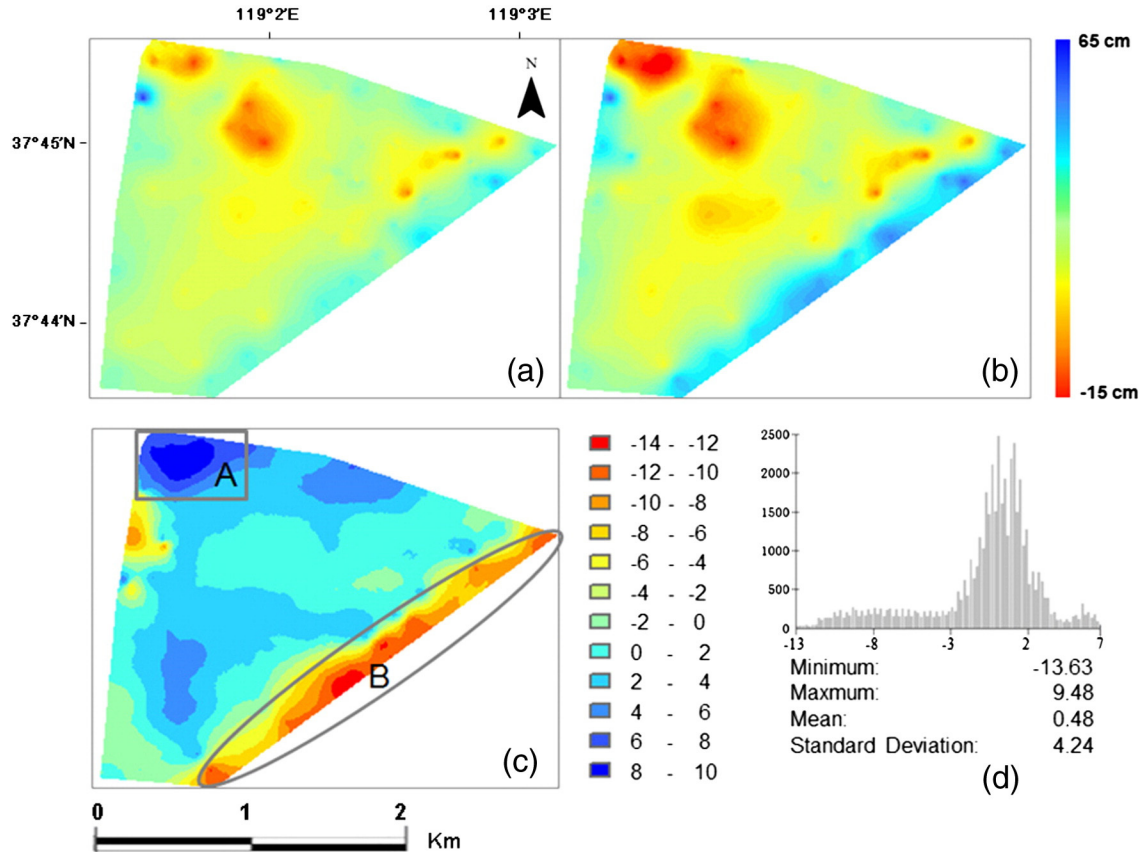 119°2′E 119°3′E
N
65 cm
37°45′N
37°44′N
(a)
(b)
-15 cm
A
B
(c)
-14 - -12
-12 - -10
-10 - -8
-8 - -6
-6 - -4
-4 - -2
-2 - 0
0 - 2
2 - 4
4 - 6
6 - 8
8 - 10
2500
2000
1500
1000
500
0
-13 -8 -3 2 7
Minimum: -13.63
Maxmum: 9.48
Mean: 0.48
Standard Deviation: 4.24
(d)
0 1 2
Km